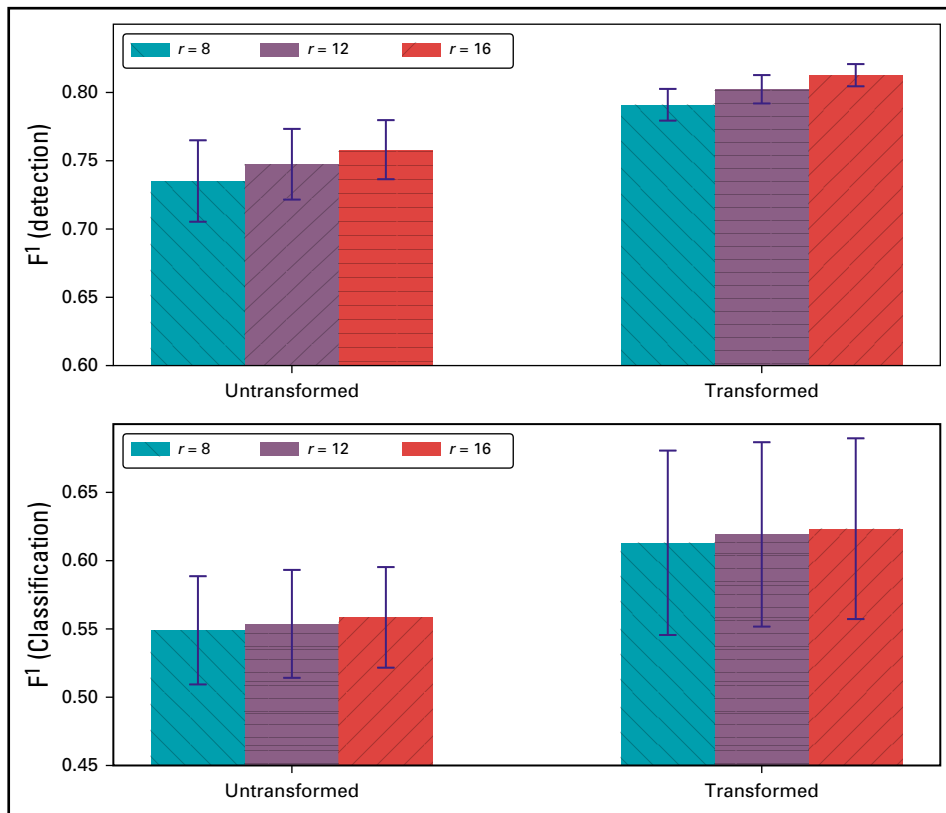 r = 8 r = 12 r = 16
0.80
0.75
0.70
0.65
0.60
F¹ (detection)
Untransformed Transformed
r = 8 r = 12 r = 16
0.65
0.60
0.55
0.50
0.45
F¹ (Classification)
Untransformed Transformed